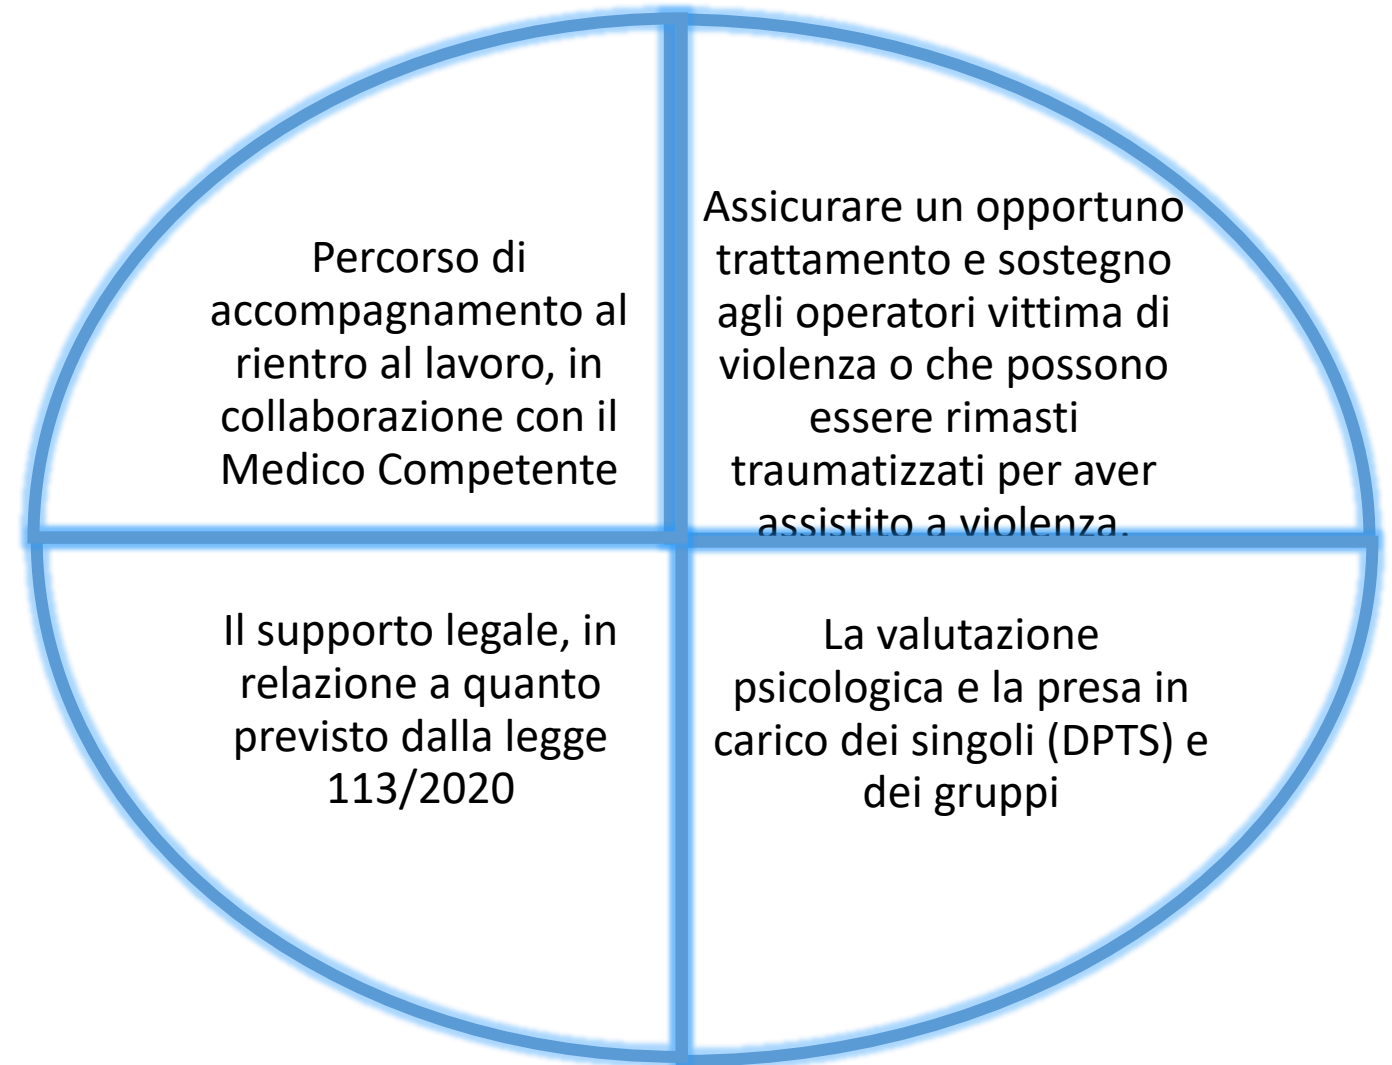 Percorso di
accompagnamento al
rientro al lavoro, in
collaborazione con il
Medico Competente
Assicurare un opportuno
trattamento e sostegno
agli operatori vittima di
violenza o che possono
essere rimasti
traumatizzati per aver
assistito a violenza.
Il supporto legale, in
relazione a quanto
previsto dalla legge
113/2020
La valutazione
psicologica e la presa in
carico dei singoli (DPTS) e
dei gruppi